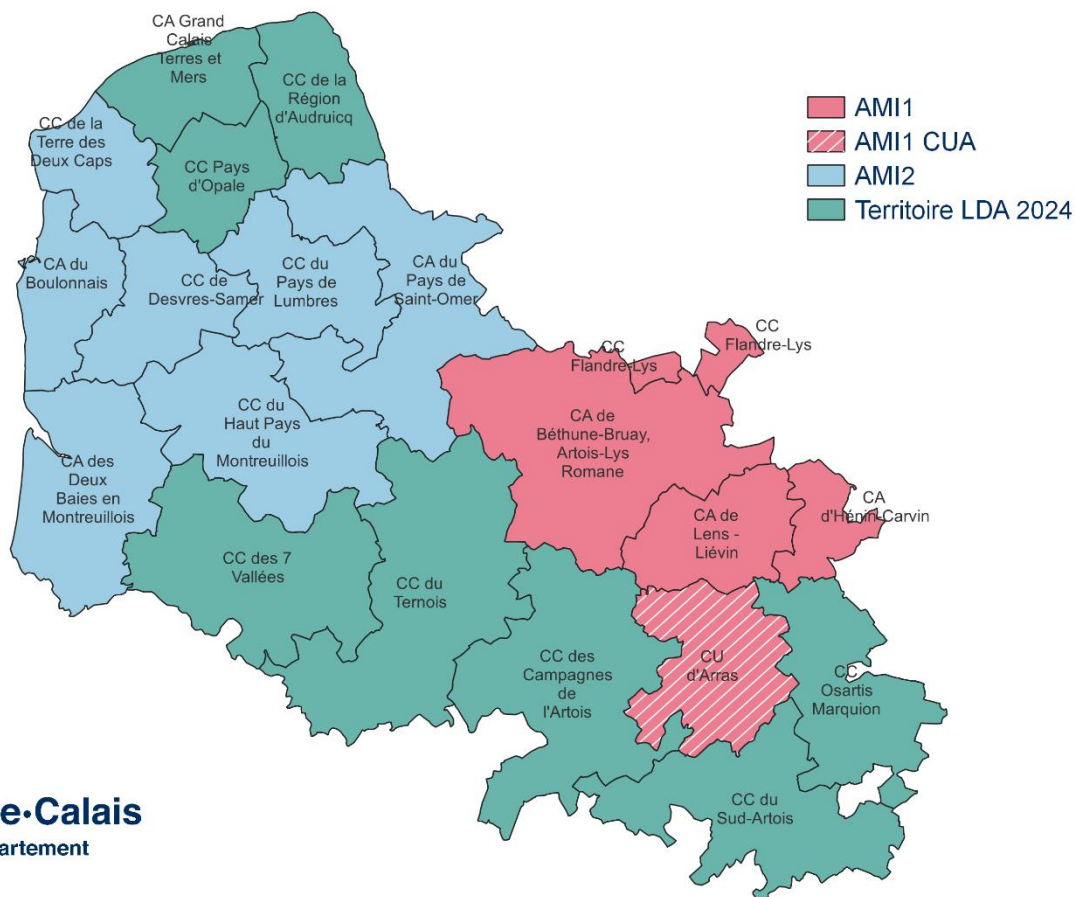 CA Grand
Calais
Terres et
Mers
CC de la
Région
d'Audruicq
CC de la
Terre des
Deux Caps
CC Pays
d'Opale
AMI1
AMI1 CUA
AMI2
Territoire LDA 2024
CA du
Boulonnais
CC de
Desvres-Samer
CC du
Pays de
Lumbres
CA du
Pays de
Saint-Omer
CC
Flandre-Lys
CC
Flandre-Lys
CC du
Haut Pays
du
Montreuillois
CA de
Béthune-Bruay,
Artois-Lys
Romane
CA des
Deux
Baies en
Montreuillois
CA de
Lens -
Liévin
CA
d'Hénin-Carvin
CC des 7
Vallées
CC du
Ternois
CC des
Campagnes
de
l'Artois
CU
d'Arras
CC
Osartis
Marquion
CC du
Sud-Artois
e•Calais
artement